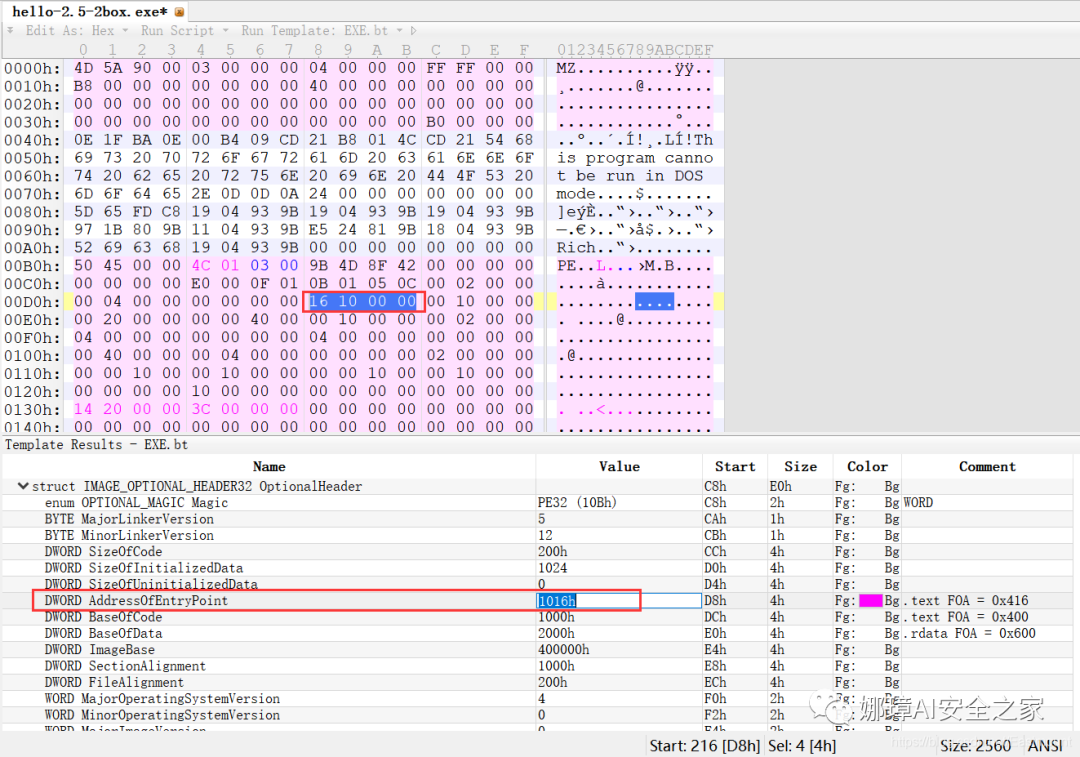 hello-2.5-2box.exe*
Edit As: Hex Run Script Run Template: EXE.bt
0 1 2 3 4 5 6 7 8 9 A B C D E F 0123456789ABCDEF
0000h: 4D 5A 90 00 03 00 00 00 04 00 00 00 FF FF 00 00 MZ..........ÿÿ..
0010h: B8 00 00 00 00 00 00 00 40 00 00 00 00 00 00 00 ¸.......@.......
0020h: 00 00 00 00 00 00 00 00 00 00 00 00 00 00 00 00 ................
0030h: 00 00 00 00 00 00 00 00 00 00 00 00 B0 00 00 00 ............°...
0040h: 0E 1F BA 0E 00 B4 09 CD 21 B8 01 4C CD 21 54 68 ..º..´.Í!¸.LÍ!Th
0050h: 69 73 20 70 72 6F 67 72 61 6D 20 63 61 6E 6E 6F is program canno
0060h: 74 20 62 65 20 72 75 6E 20 69 6E 20 44 4F 53 20 t be run in DOS
0070h: 6D 6F 64 65 2E 0D 0D 0A 24 00 00 00 00 00 00 00 mode....$.......
0080h: 5D 65 FD C8 19 04 93 9B 19 04 93 9B 19 04 93 9B ]eýÈ..“›..“›..“›
0090h: 97 1B 80 9B 11 04 93 9B E5 24 81 9B 18 04 93 9B —.€›..“›å$.›..“›
00A0h: 52 69 63 68 19 04 93 9B 00 00 00 00 00 00 00 00 Rich..“›........
00B0h: 50 45 00 00 4C 01 03 00 9B 4D 8F 42 00 00 00 00 PE..L...›M.B....
00C0h: 00 00 00 00 E0 00 0F 01 0B 01 05 0C 00 02 00 00 ....à...........
00D0h: 00 04 00 00 00 00 00 00 16 10 00 00 00 10 00 00 ................
00E0h: 00 20 00 00 00 00 40 00 00 10 00 00 00 02 00 00 . ....@.........
00F0h: 04 00 00 00 00 00 00 00 04 00 00 00 00 00 00 00 ................
0100h: 00 40 00 00 00 04 00 00 00 00 00 00 02 00 00 00 .@..............
0110h: 00 00 10 00 00 10 00 00 00 00 10 00 00 10 00 00 ................
0120h: 00 00 00 00 10 00 00 00 00 00 00 00 00 00 00 00 ................
0130h: 14 20 00 00 3C 00 00 00 00 00 00 00 00 00 00 00 . ..<...........
0140h: 00 00 00 00 00 00 00 00 00 00 00 00 00 00 00 00 ................
Template Results - EXE.bt
Name Value Start Size Color Comment
struct IMAGE_OPTIONAL_HEADER32 OptionalHeader C8h E0h Fg: Bg
enum OPTIONAL_MAGIC Magic PE32 (10Bh) C8h 2h Fg: Bg WORD
BYTE MajorLinkerVersion 5 CAh 1h Fg: Bg
BYTE MinorLinkerVersion 12 CBh 1h Fg: Bg
DWORD SizeOfCode 200h CCh 4h Fg: Bg
DWORD SizeOfInitializedData 1024 D0h 4h Fg: Bg
DWORD SizeOfUninitializedData 0 D4h 4h Fg: Bg
DWORD AddressOfEntryPoint 1016h D8h 4h Fg: Bg .text FOA = 0x416
DWORD BaseOfCode 1000h DCh 4h Fg: Bg .text FOA = 0x400
DWORD BaseOfData 2000h E0h 4h Fg: Bg .rdata FOA = 0x600
DWORD ImageBase 400000h E4h 4h Fg: Bg
DWORD SectionAlignment 1000h E8h 4h Fg: Bg
DWORD FileAlignment 200h ECh 4h Fg: Bg
WORD MajorOperatingSystemVersion 4 F0h 2h Fg: Bg
WORD MinorOperatingSystemVersion 0 F2h 2h Fg: Bg
WORD MajorImageVersion 0 F4h 2h Fg: Bg
娜璋AI安全之家
Start: 216 [D8h] Sel: 4 [4h] Size: 2560 ANSI